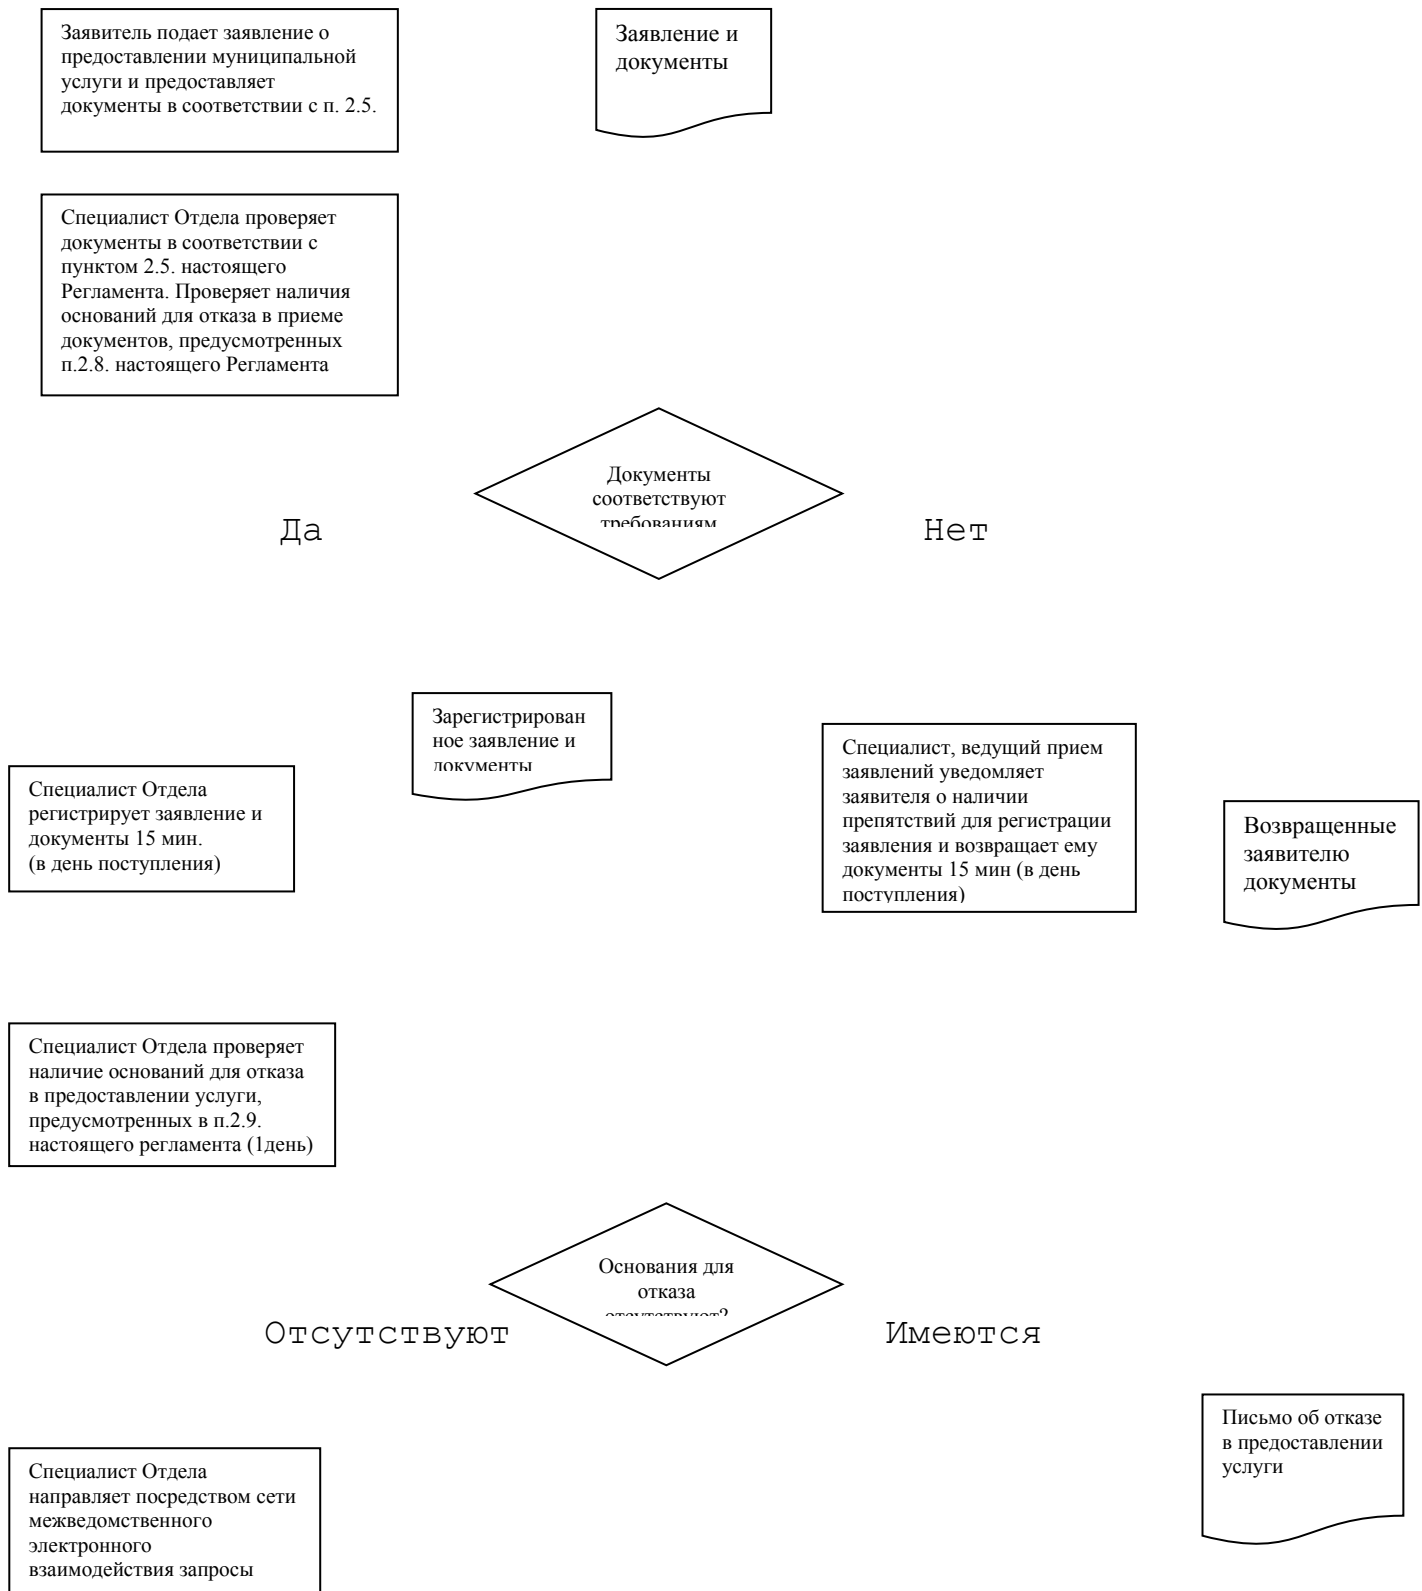 Заявитель подает заявление о
предоставлении муниципальной
услуги и предоставляет
документы в соответствии с п. 2.5.
Заявление и
документы
Специалист Отдела проверяет
документы в соответствии с
пунктом 2.5. настоящего
Регламента. Проверяет наличия
оснований для отказа в приеме
документов, предусмотренных
п.2.8. настоящего Регламента
Документы
соответствуют
требованиям
Да
Нет
Зарегистрирован
ное заявление и
документы
Специалист Отдела
регистрирует заявление и
документы 15 мин.
(в день поступления)
Специалист, ведущий прием
заявлений уведомляет
заявителя о наличии
препятствий для регистрации
заявления и возвращает ему
документы 15 мин (в день
поступления)
Возвращенные
заявителю
документы
Специалист Отдела проверяет
наличие оснований для отказа
в предоставлении услуги,
предусмотренных в п.2.9.
настоящего регламента (1день)
Основания для
отказа
отсутствуют?
Отсутствуют
Имеются
Письмо об отказе
в предоставлении
услуги
Специалист Отдела
направляет посредством сети
межведомственного
электронного
взаимодействия запросы